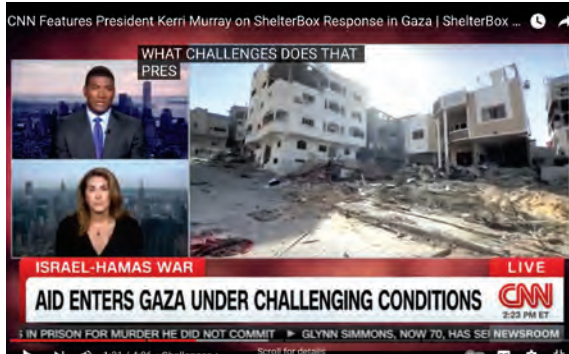 CNN Features President Kerri Murray on ShelterBox Response in Gaza | ShelterBox ...
WHAT CHALLENGES DOES THAT
PRES
ISRAEL-HAMAS WAR
LIVE
AID ENTERS GAZA UNDER CHALLENGING CONDITIONS
CNN
2:23 PM ET
IN PRISON FOR MURDER HE DID NOT COMMIT ▶ GLYNN SIMMONS, NOW 70, HAS SE
NEWSROOM
Scroll for details